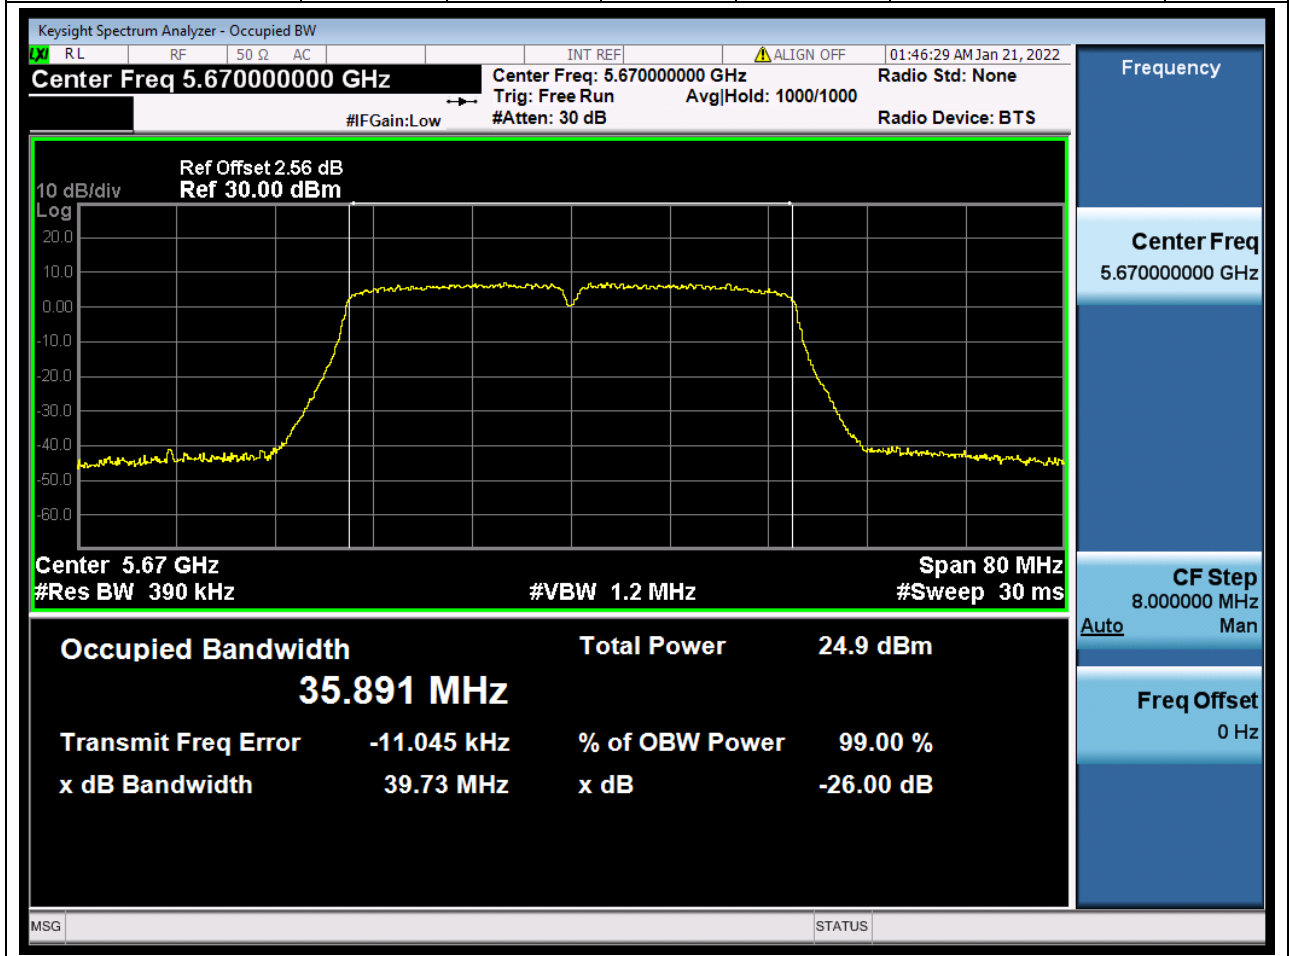 Keysight Spectrum Analyzer - Occupied BW
LXI RL RF 50 Ω AC INT REF ALIGN OFF 01:46:29 AM Jan 21, 2022
Center Freq 5.670000000 GHz Center Freq: 5.670000000 GHz Radio Std: None
Trig: Free Run Avg|Hold: 1000/1000
#IFGain:Low #Atten: 30 dB Radio Device: BTS
Ref Offset 2.56 dB
10 dB/div Ref 30.00 dBm
Log
20.0
10.0
0.00
-10.0
-20.0
-30.0
-40.0
-50.0
-60.0
Center 5.67 GHz Span 80 MHz
#Res BW 390 kHz #VBW 1.2 MHz #Sweep 30 ms
Occupied Bandwidth Total Power 24.9 dBm
35.891 MHz
Transmit Freq Error -11.045 kHz % of OBW Power 99.00 %
x dB Bandwidth 39.73 MHz x dB -26.00 dB
Frequency
Center Freq
5.670000000 GHz
CF Step
8.000000 MHz
Auto Man
Freq Offset
0 Hz
MSG STATUS